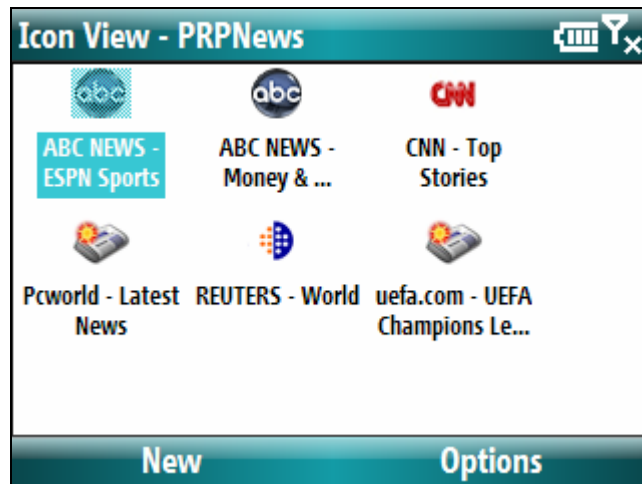 Icon View - PRPNews
abc
abc
CNN
ABC NEWS -
ESPN Sports
ABC NEWS -
Money & ...
CNN - Top
Stories
Pcworld - Latest
News
REUTERS - World
uefa.com - UEFA
Champions Le...
New
Options